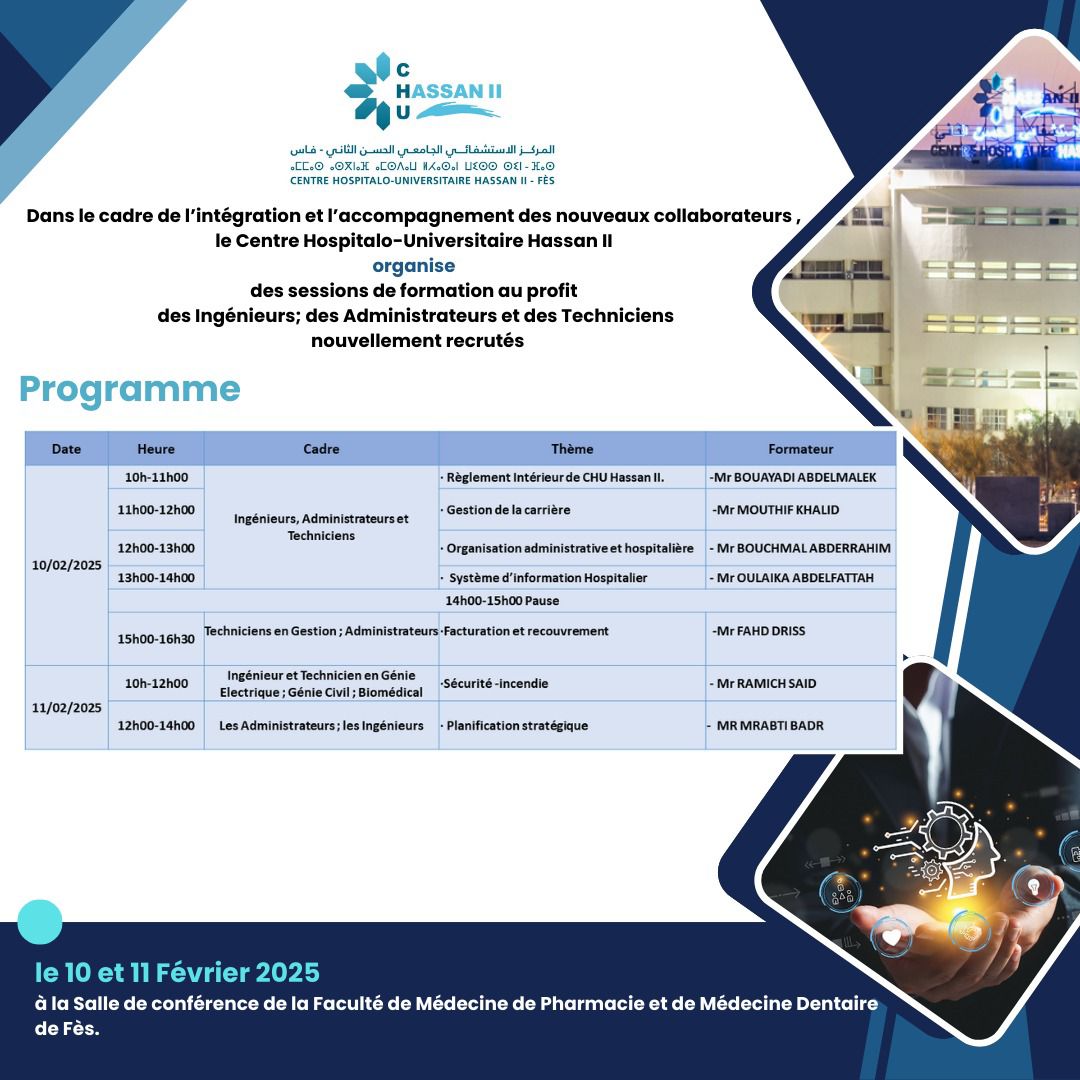 C
HASSAN II
U
المركز الاستشفائي الجامعي الحسن الثاني - فاس
CENTRE HOSPITALO-UNIVERSITAIRE HASSAN II - FÈS
Dans le cadre de l’intégration et l’accompagnement des nouveaux collaborateurs ,
le Centre Hospitalo-Universitaire Hassan II
organise
des sessions de formation au profit
des Ingénieurs; des Administrateurs et des Techniciens
nouvellement recrutés
Programme
Date Heure Cadre Thème Formateur
10/02/2025
10h-11h00 · Règlement Intérieur de CHU Hassan II. -Mr BOUAYADI ABDELMALEK
Ingénieurs, Administrateurs et
Techniciens
11h00-12h00 · Gestion de la carrière -Mr MOUTHIF KHALID
12h00-13h00 · Organisation administrative et hospitalière - Mr BOUCHMAL ABDERRAHIM
13h00-14h00 · Système d’information Hospitalier - Mr OULAIKA ABDELFATTAH
14h00-15h00 Pause
15h00-16h30 Techniciens en Gestion ; Administrateurs ·Facturation et recouvrement -Mr FAHD DRISS
11/02/2025
10h-12h00 Ingénieur et Technicien en Génie
Electrique ; Génie Civil ; Biomédical ·Sécurité -incendie - Mr RAMICH SAID
12h00-14h00 Les Administrateurs ; les Ingénieurs · Planification stratégique - MR MRABTI BADR
le 10 et 11 Février 2025
à la Salle de conférence de la Faculté de Médecine de Pharmacie et de Médecine Dentaire
de Fès.